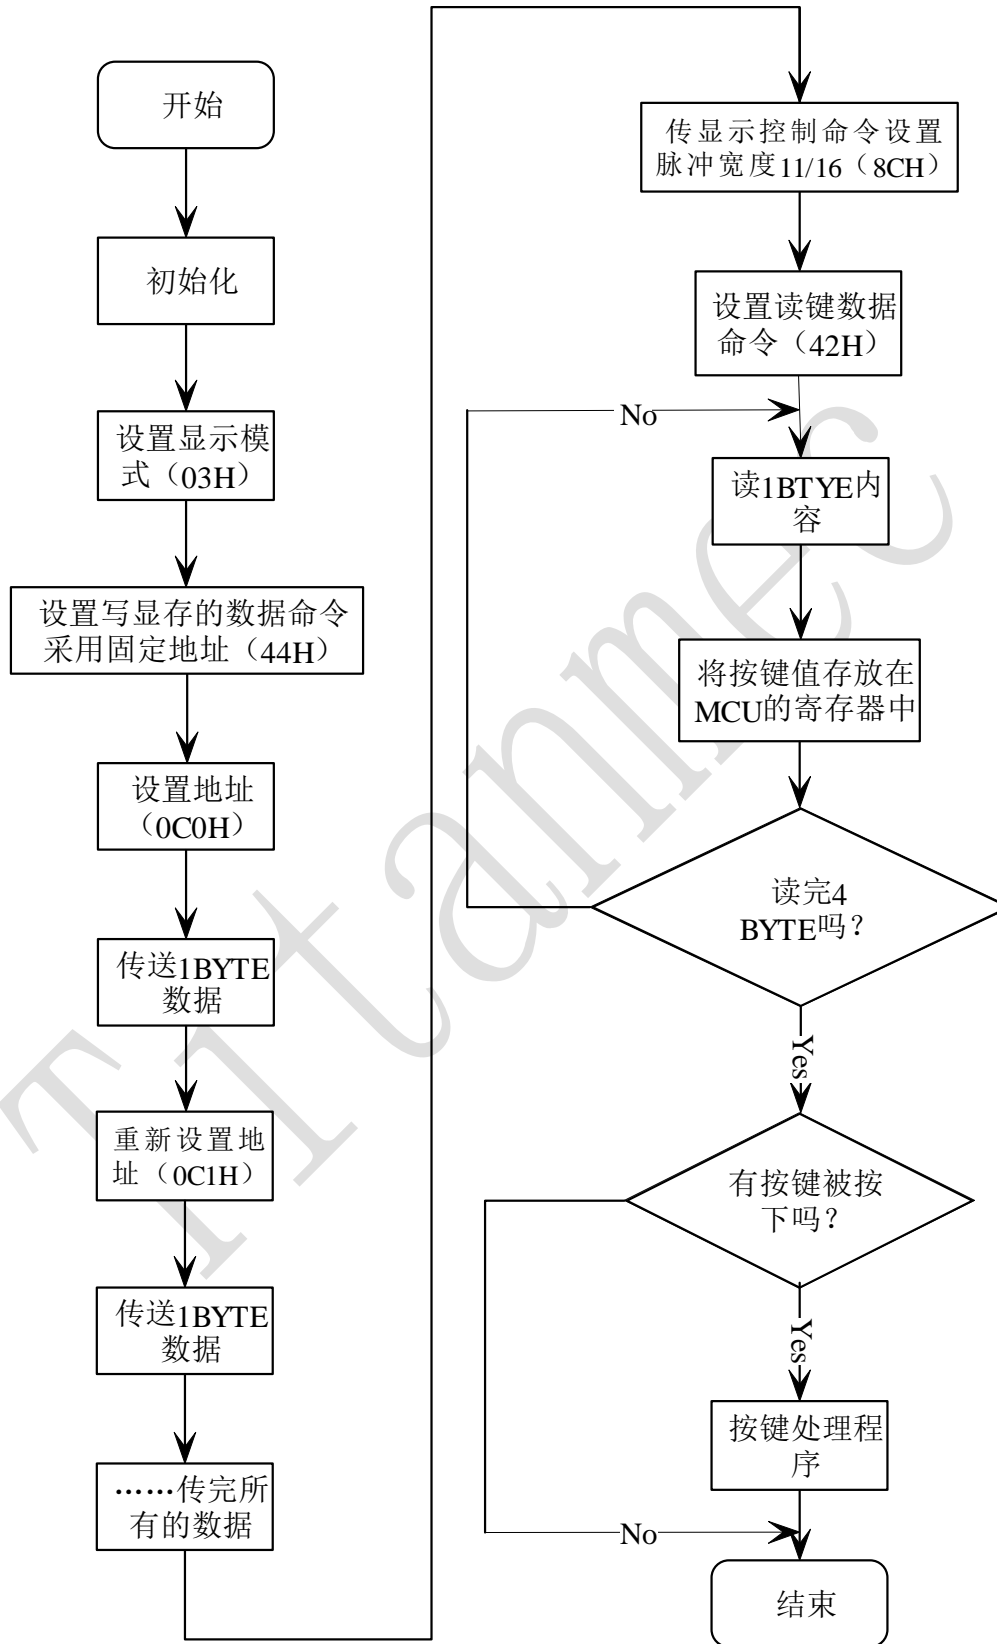 开始
初始化
设置显示模
式（03H）
设置写显存的数据命令
采用固定地址（44H）
设置地址
（0C0H）
传送1BYTE
数据
重新设置地
址（0C1H）
传送1BYTE
数据
……传完所
有的数据
传显示控制命令设置
脉冲宽度11/16（8CH）
设置读键数据
命令（42H）
No
读1BTYE内
容
将按键值存放在
MCU的寄存器中
读完4
BYTE吗？
Yes
有按键被按
下吗？
Yes
按键处理程
序
No
结束
Titanmec